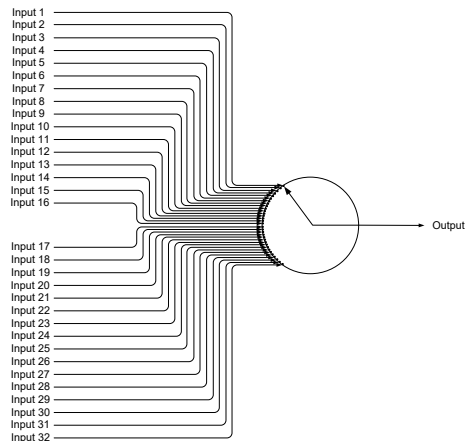 Input 1
Input 2
Input 3
Input 4
Input 5
Input 6
Input 7
Input 8
Input 9
Input 10
Input 11
Input 12
Input 13
Input 14
Input 15
Input 16
Input 17
Input 18
Input 19
Input 20
Input 21
Input 22
Input 23
Input 24
Input 25
Input 26
Input 27
Input 28
Input 29
Input 30
Input 31
Input 32
Output